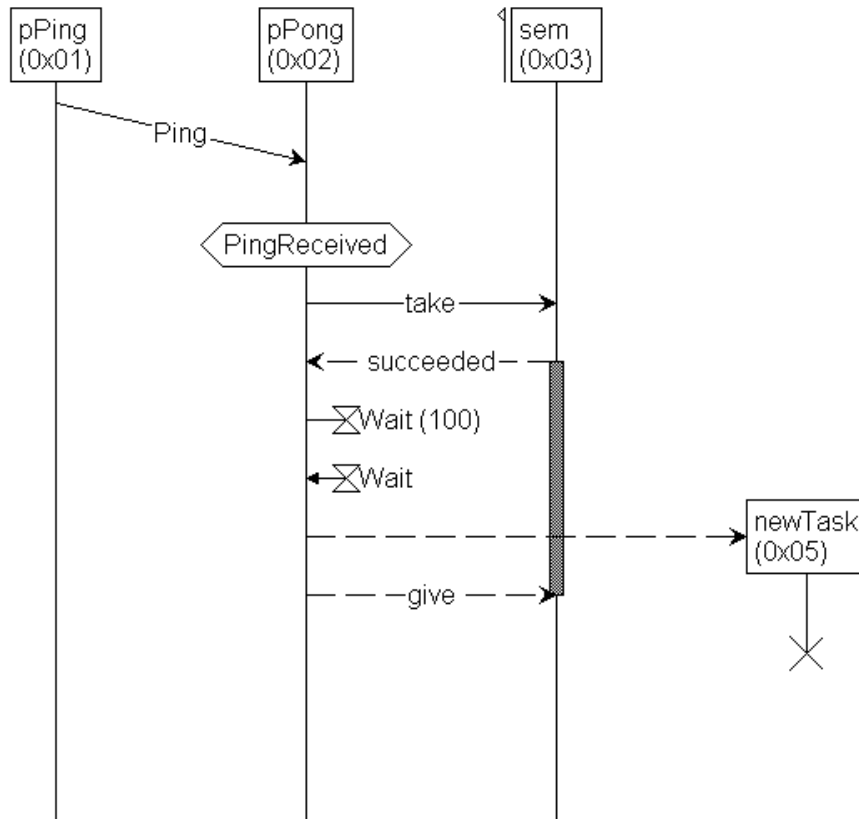 pPing
(0x01)
pPong
(0x02)
sem
(0x03)
Ping
PingReceived
take
succeeded
Wait (100)
Wait
newTask
(0x05)
give